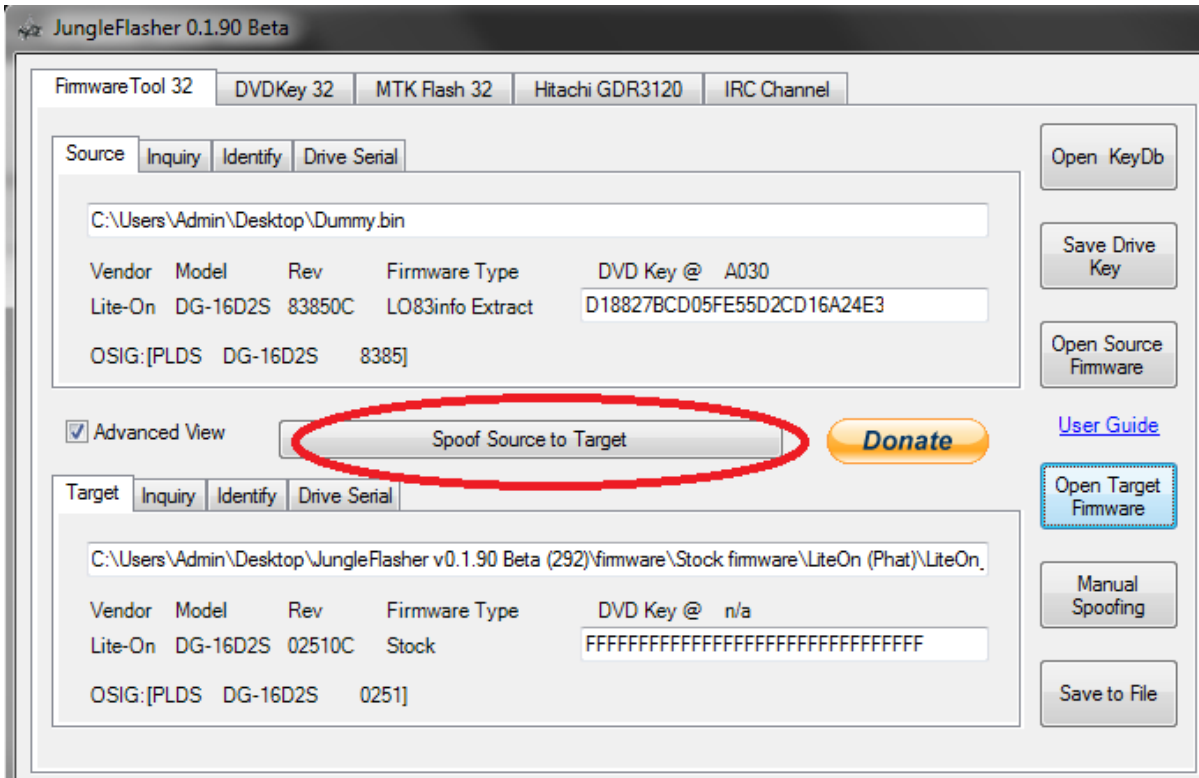 JungleFlasher 0.1.90 Beta
FirmwareTool 32 DVDKey 32 MTK Flash 32 Hitachi GDR3120 IRC Channel
Source Inquiry Identify Drive Serial
C:\Users\Admin\Desktop\Dummy.bin
Vendor Model Rev Firmware Type DVD Key @ A030
Lite-On DG-16D2S 83850C LO83info Extract D18827BCD05FE55D2CD16A24E3
OSIG:[PLDS DG-16D2S 8385]
Open KeyDb
Save Drive
Key
Open Source
Firmware
Advanced View Spoof Source to Target Donate User Guide
Target Inquiry Identify Drive Serial
C:\Users\Admin\Desktop\JungleFlasher v0.1.90 Beta (292)\firmware\Stock firmware\LiteOn (Phat)\LiteOn_
Vendor Model Rev Firmware Type DVD Key @ n/a
Lite-On DG-16D2S 02510C Stock FFFFFFFFFFFFFFFFFFFFFFFFFFFFFFFF
OSIG:[PLDS DG-16D2S 0251]
Open Target
Firmware
Manual
Spoofing
Save to File